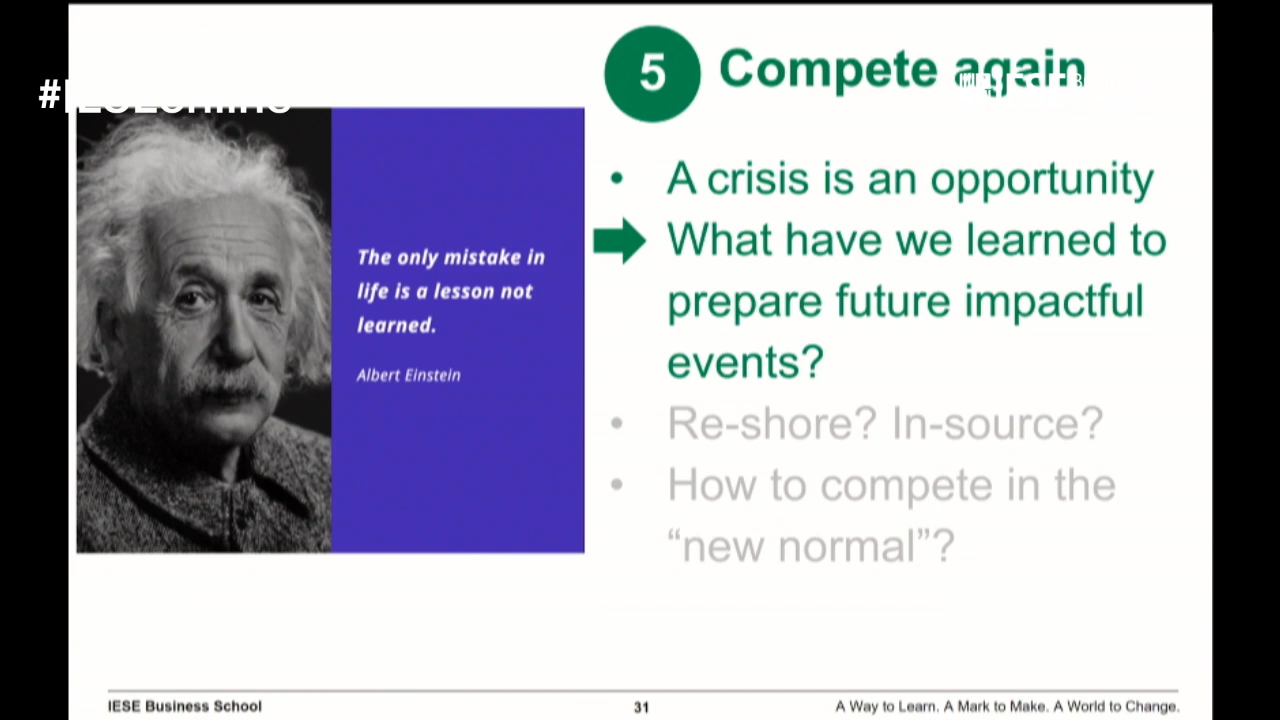 5 Compete again
The only mistake in
life is a lesson not
learned.
Albert Einstein
• A crisis is an opportunity
What have we learned to
prepare future impactful
events?
• Re-shore? In-source?
• How to compete in the
“new normal”?
IESE Business School 31 A Way to Learn. A Mark to Make. A World to Change.